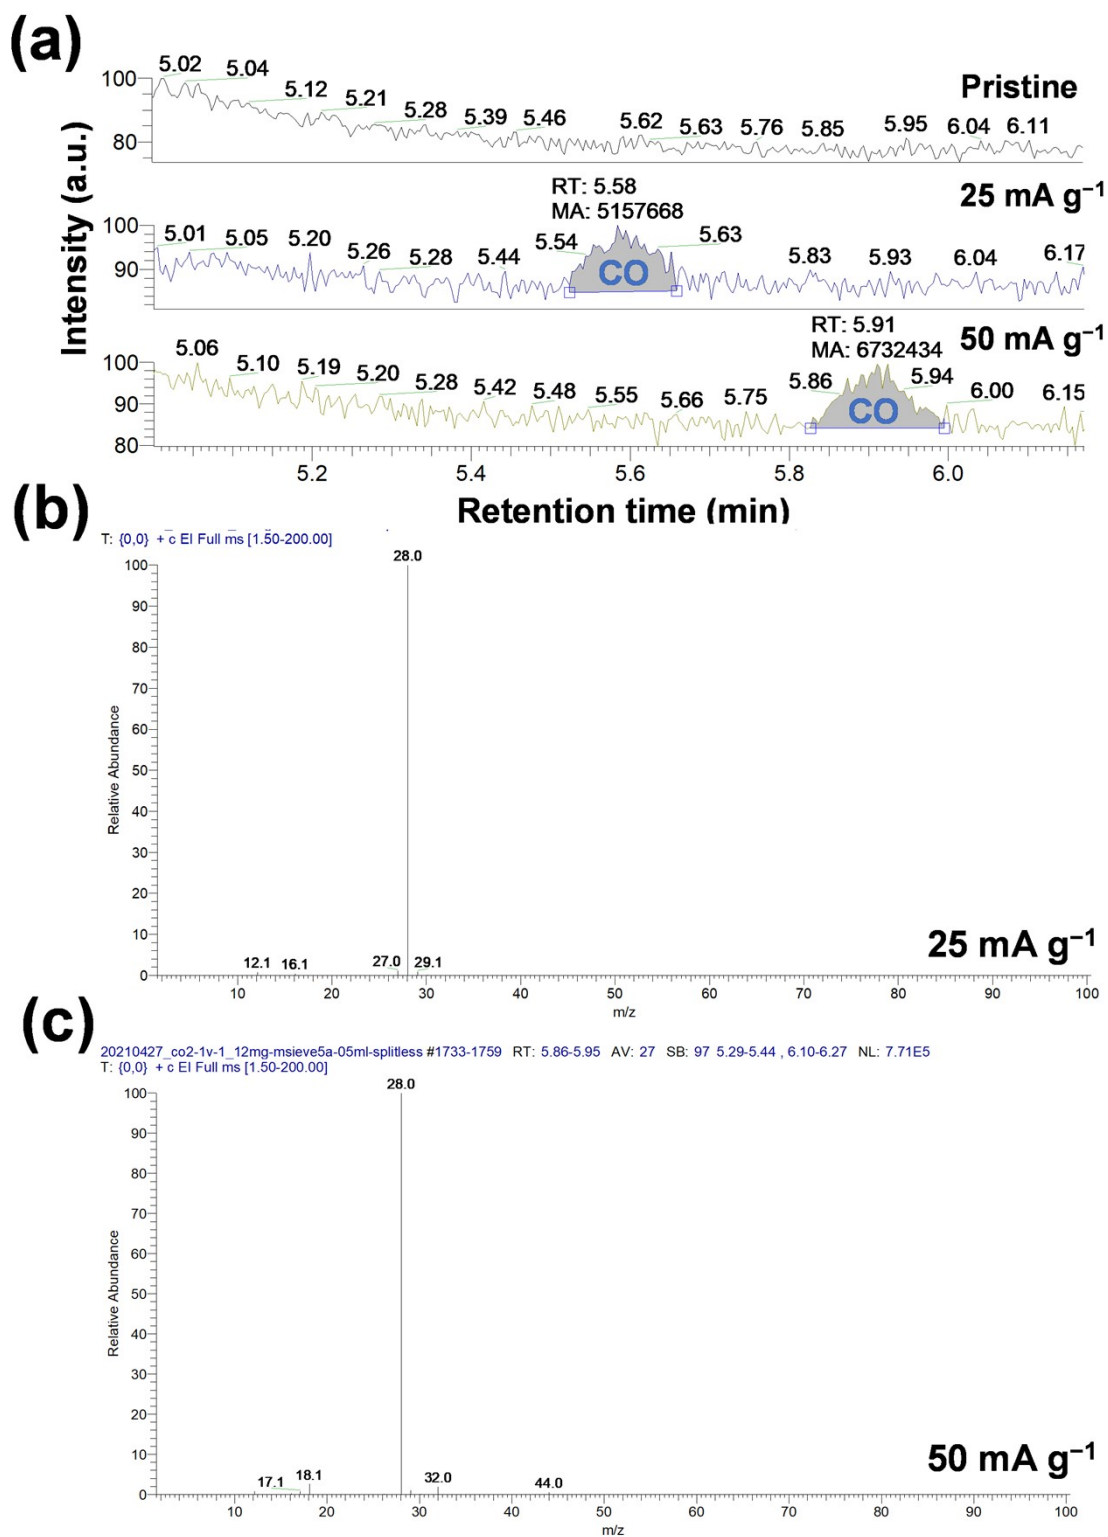 (a)
Intensity (a.u.)
Pristine
5.02 5.04 5.12 5.21 5.28 5.39 5.46 5.62 5.63 5.76 5.85 5.95 6.04 6.11
100
80
25 mA g⁻¹
RT: 5.58
MA: 5157668
5.01 5.05 5.20 5.26 5.28 5.44 5.54 5.63 5.83 5.93 6.04 6.17
100
90
CO
50 mA g⁻¹
RT: 5.91
MA: 6732434
5.06 5.10 5.19 5.20 5.28 5.42 5.48 5.55 5.66 5.75 5.86 5.94 6.00 6.15
100
90
80
CO
5.2 5.4 5.6 5.8 6.0
Retention time (min)
(b)
T: {0,0} + c EI Full ms [1.50-200.00]
28.0
100
90
80
70
60
50
40
30
20
10
0
Relative Abundance
12.1 16.1 27.0 29.1
25 mA g⁻¹
10 20 30 40 50 60 70 80 90 100
m/z
(c)
20210427_co2-1v-1_12mg-msieve5a-05ml-splitless #1733-1759 RT: 5.86-5.95 AV: 27 SB: 97 5.29-5.44 , 6.10-6.27 NL: 7.71E5
T: {0,0} + c EI Full ms [1.50-200.00]
28.0
100
90
80
70
60
50
40
30
20
10
0
Relative Abundance
17.1 18.1 32.0 44.0
50 mA g⁻¹
10 20 30 40 50 60 70 80 90 100
m/z